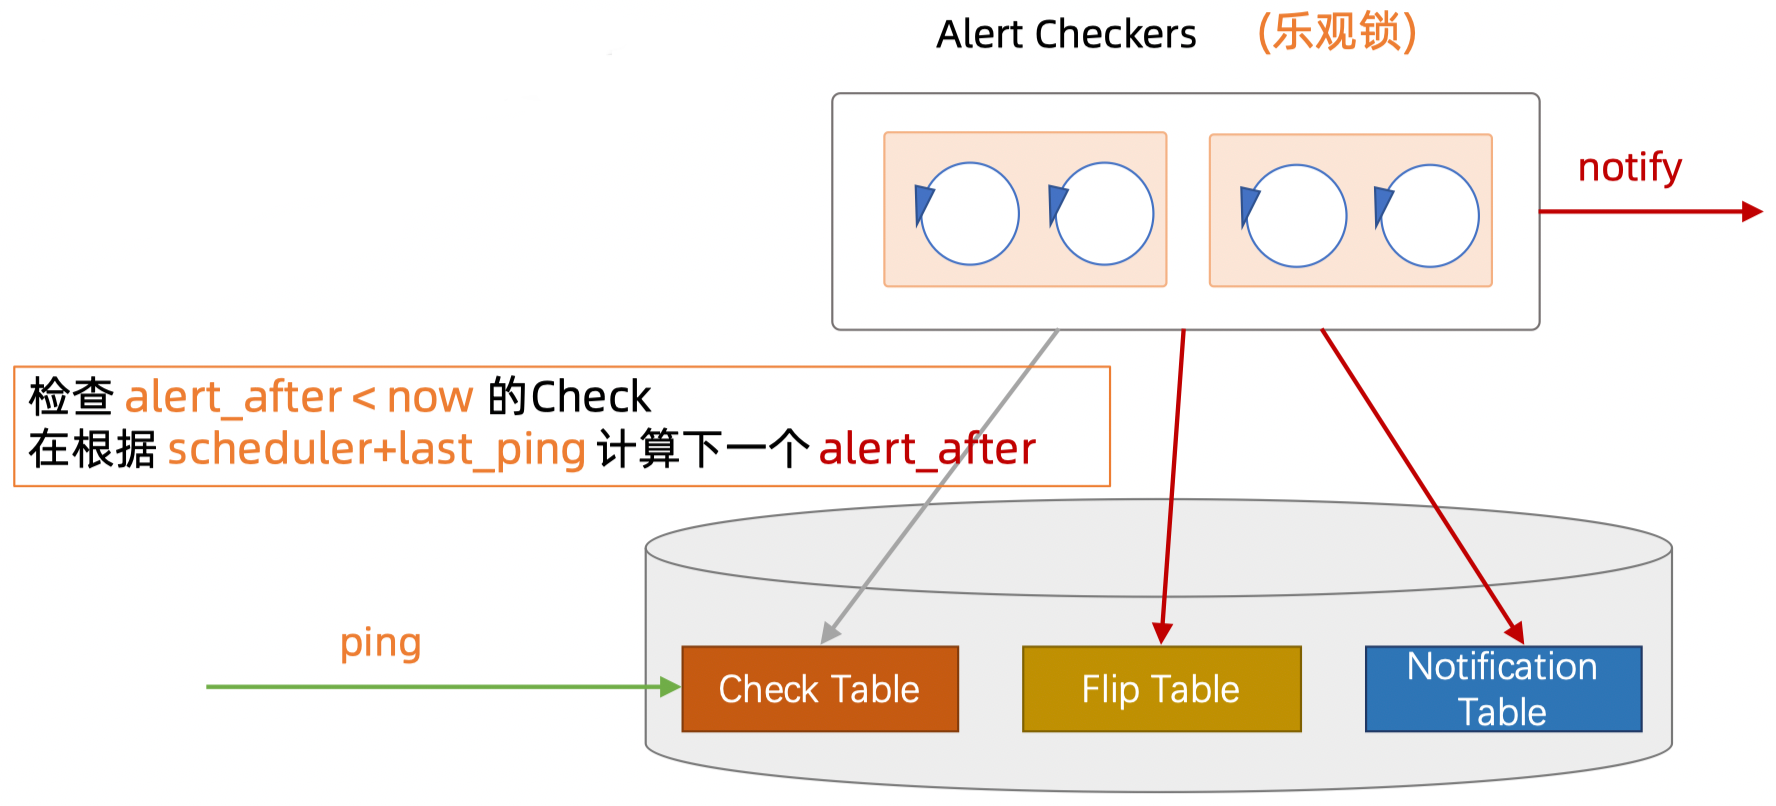 Alert Checkers (乐观锁)
notify
检查 alert_after < now 的Check
在根据 scheduler+last_ping 计算下一个 alert_after
ping
Check Table
Flip Table
Notification
Table